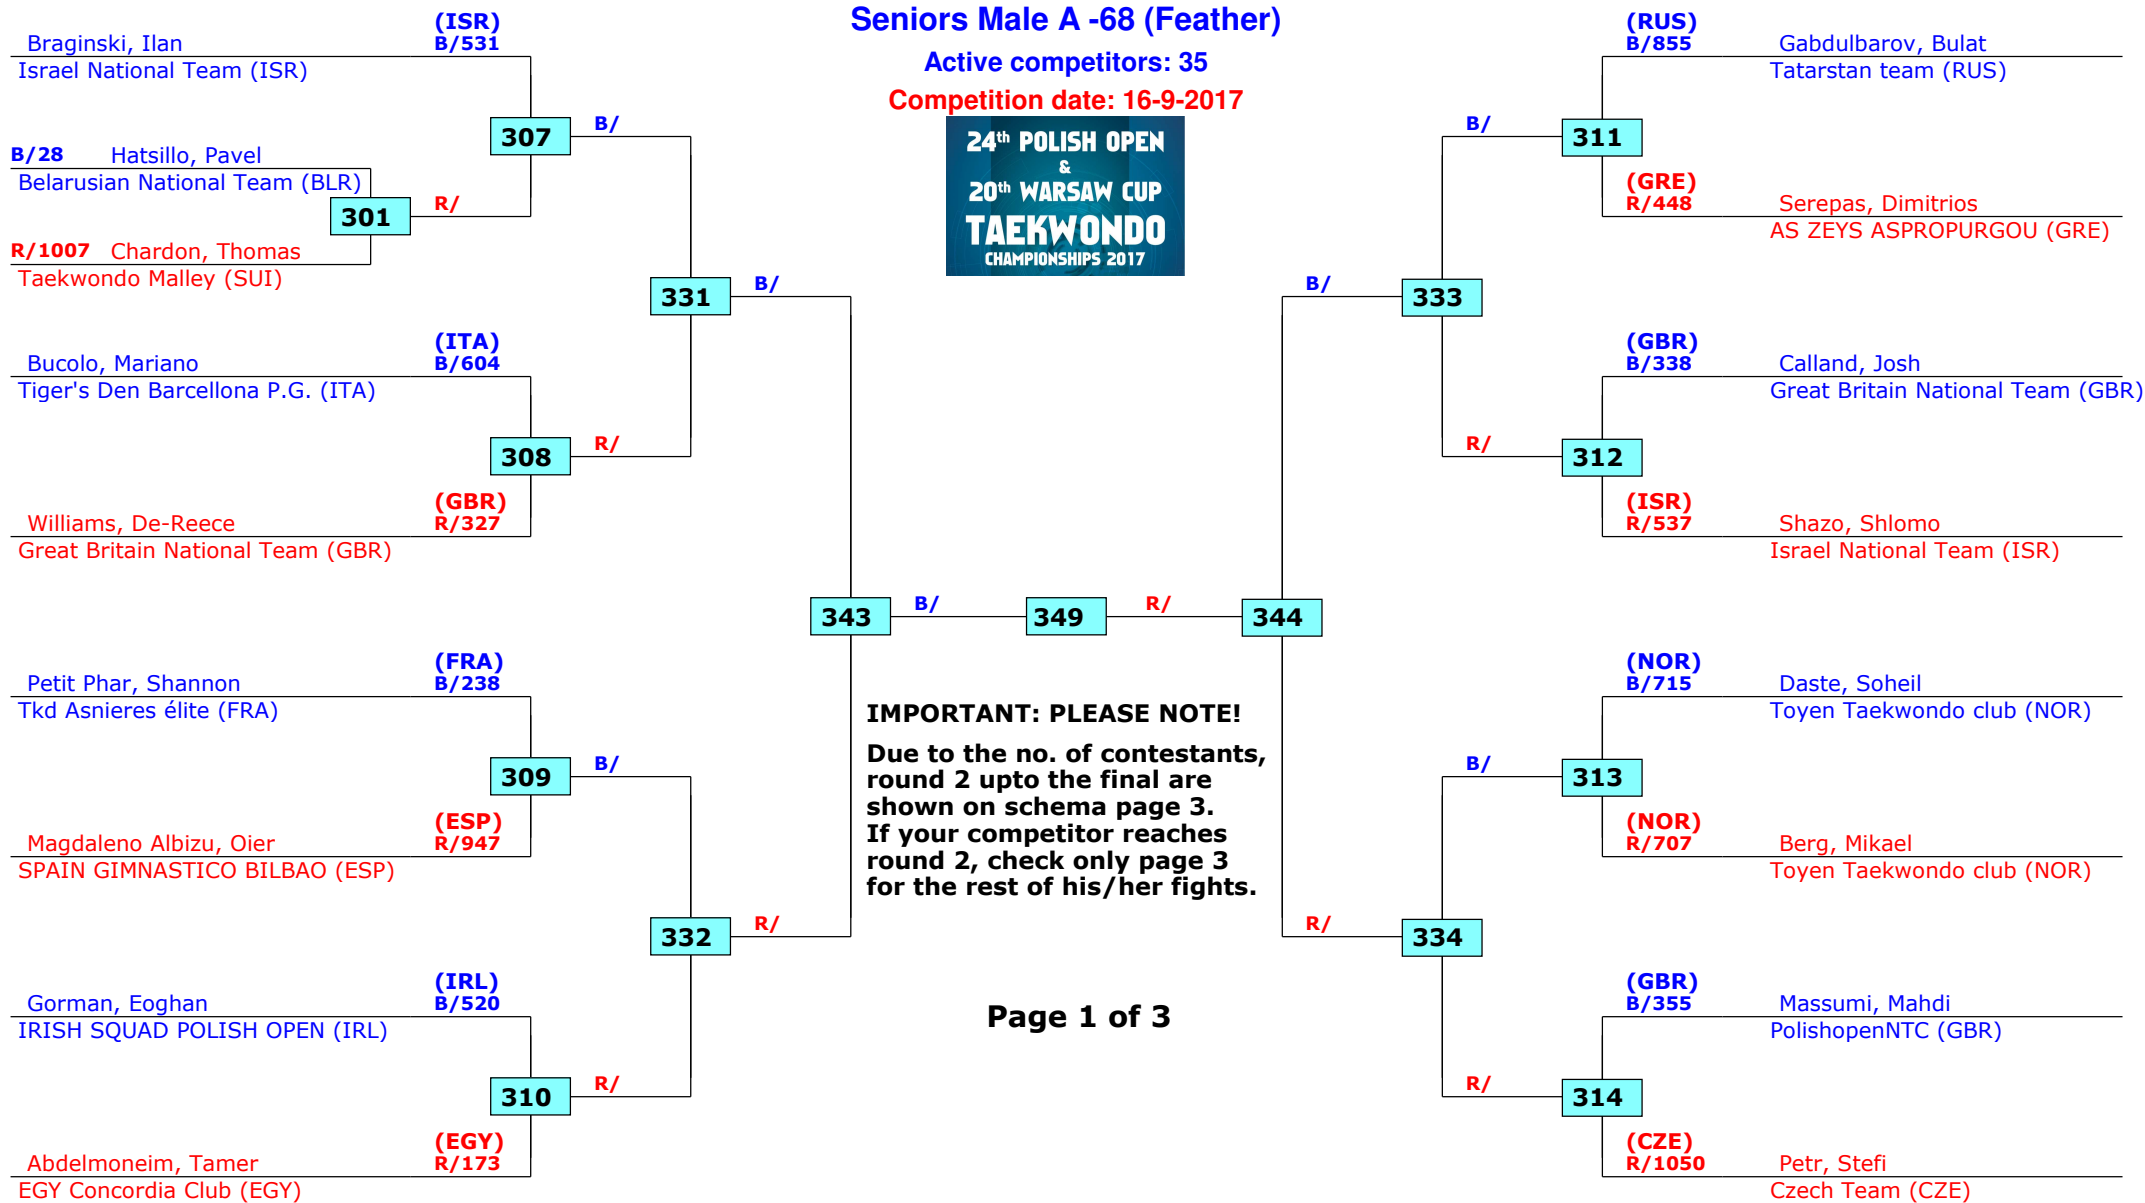 Seniors Male A -68 (Feather)
Active competitors: 35
Competition date: 16-9-2017
24th POLISH OPEN
&
20th WARSAW CUP
TAEKWONDO
CHAMPIONSHIPS 2017
(ISR)
Braginski, Ilan B/531
Israel National Team (ISR)
307
B/
B/28 Hatsillo, Pavel
Belarusian National Team (BLR)
301
R/
R/1007 Chardon, Thomas
Taekwondo Malley (SUI)
331
B/
(ITA)
Bucolo, Mariano B/604
Tiger's Den Barcellona P.G. (ITA)
308
R/
(GBR)
Williams, De-Reece R/327
Great Britain National Team (GBR)
343
B/
349
R/
344
(FRA)
Petit Phar, Shannon B/238
Tkd Asnieres élite (FRA)
309
B/
(ESP)
Magdaleno Albizu, Oier R/947
SPAIN GIMNASTICO BILBAO (ESP)
332
R/
(IRL)
Gorman, Eoghan B/520
IRISH SQUAD POLISH OPEN (IRL)
310
R/
(EGY)
Abdelmoneim, Tamer R/173
EGY Concordia Club (EGY)
IMPORTANT: PLEASE NOTE!
Due to the no. of contestants,
round 2 upto the final are
shown on schema page 3.
If your competitor reaches
round 2, check only page 3
for the rest of his/her fights.
Page 1 of 3
(RUS)
B/855 Gabdulbarov, Bulat
Tatarstan team (RUS)
B/
311
(GRE)
R/448 Serepas, Dimitrios
AS ZEYS ASPROPURGOU (GRE)
B/
333
(GBR)
B/338 Calland, Josh
Great Britain National Team (GBR)
R/
312
(ISR)
R/537 Shazo, Shlomo
Israel National Team (ISR)
(NOR)
B/715 Daste, Soheil
Toyen Taekwondo club (NOR)
B/
313
(NOR)
R/707 Berg, Mikael
Toyen Taekwondo club (NOR)
R/
334
(GBR)
B/355 Massumi, Mahdi
PolishopenNTC (GBR)
R/
314
(CZE)
R/1050 Petr, Stefi
Czech Team (CZE)